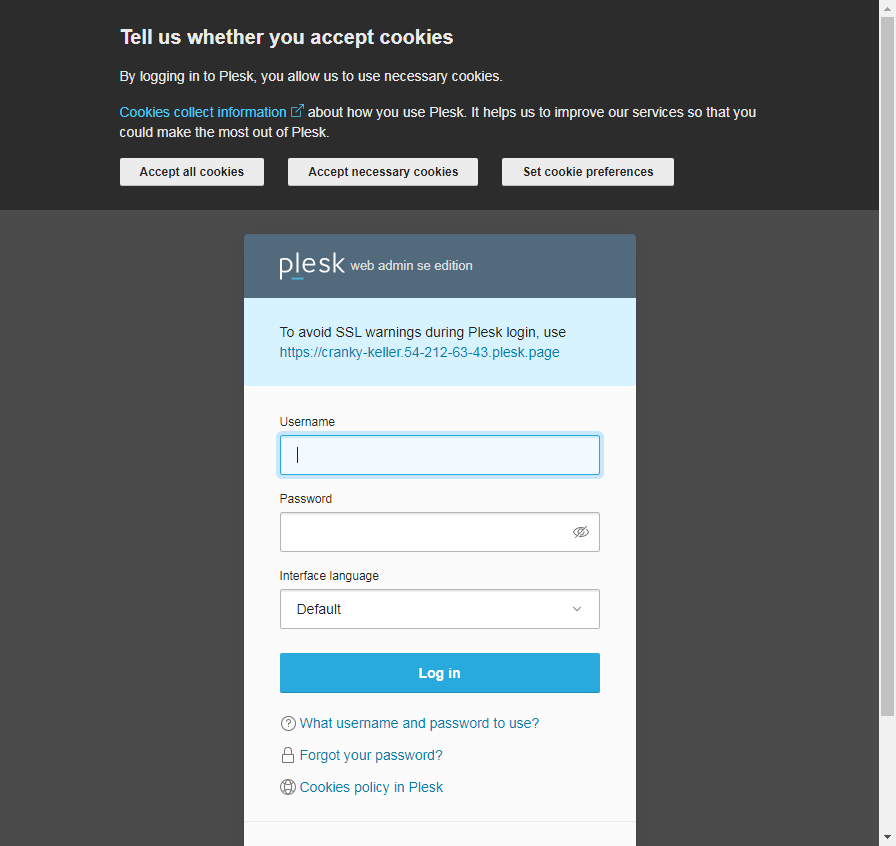 Tell us whether you accept cookies
By logging in to Plesk, you allow us to use necessary cookies.
Cookies collect information about how you use Plesk. It helps us to improve our services so that you
could make the most out of Plesk.
Accept all cookies
Accept necessary cookies
Set cookie preferences
plesk web admin se edition
To avoid SSL warnings during Plesk login, use
https://cranky-keller.54-212-63-43.plesk.page
Username
Password
Interface language
Default
Log in
What username and password to use?
Forgot your password?
Cookies policy in Plesk